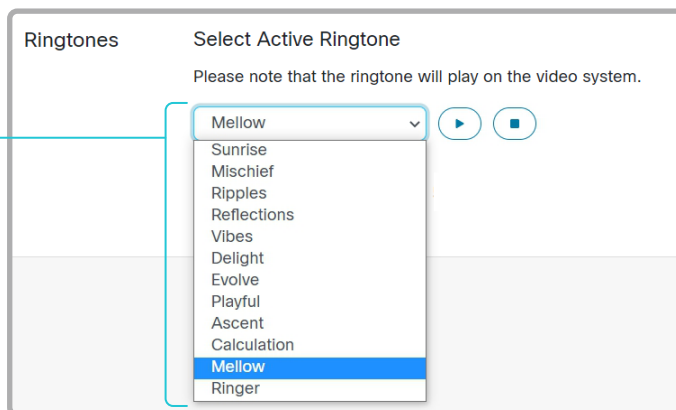 Ringtones
Select Active Ringtone
Please note that the ringtone will play on the video system.
Mellow
Sunrise
Mischief
Ripples
Reflections
Vibes
Delight
Evolve
Playful
Ascent
Calculation
Mellow
Ringer